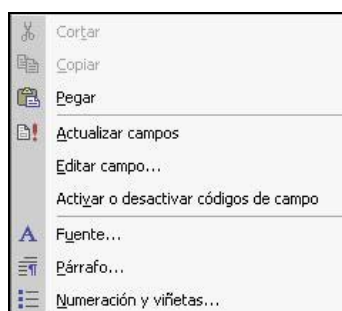 Cortar
Copiar
Pegar
Actualizar campos
Editar campo...
Activar o desactivar códigos de campo
Fuente...
Párrafo...
Numeración y viñetas...